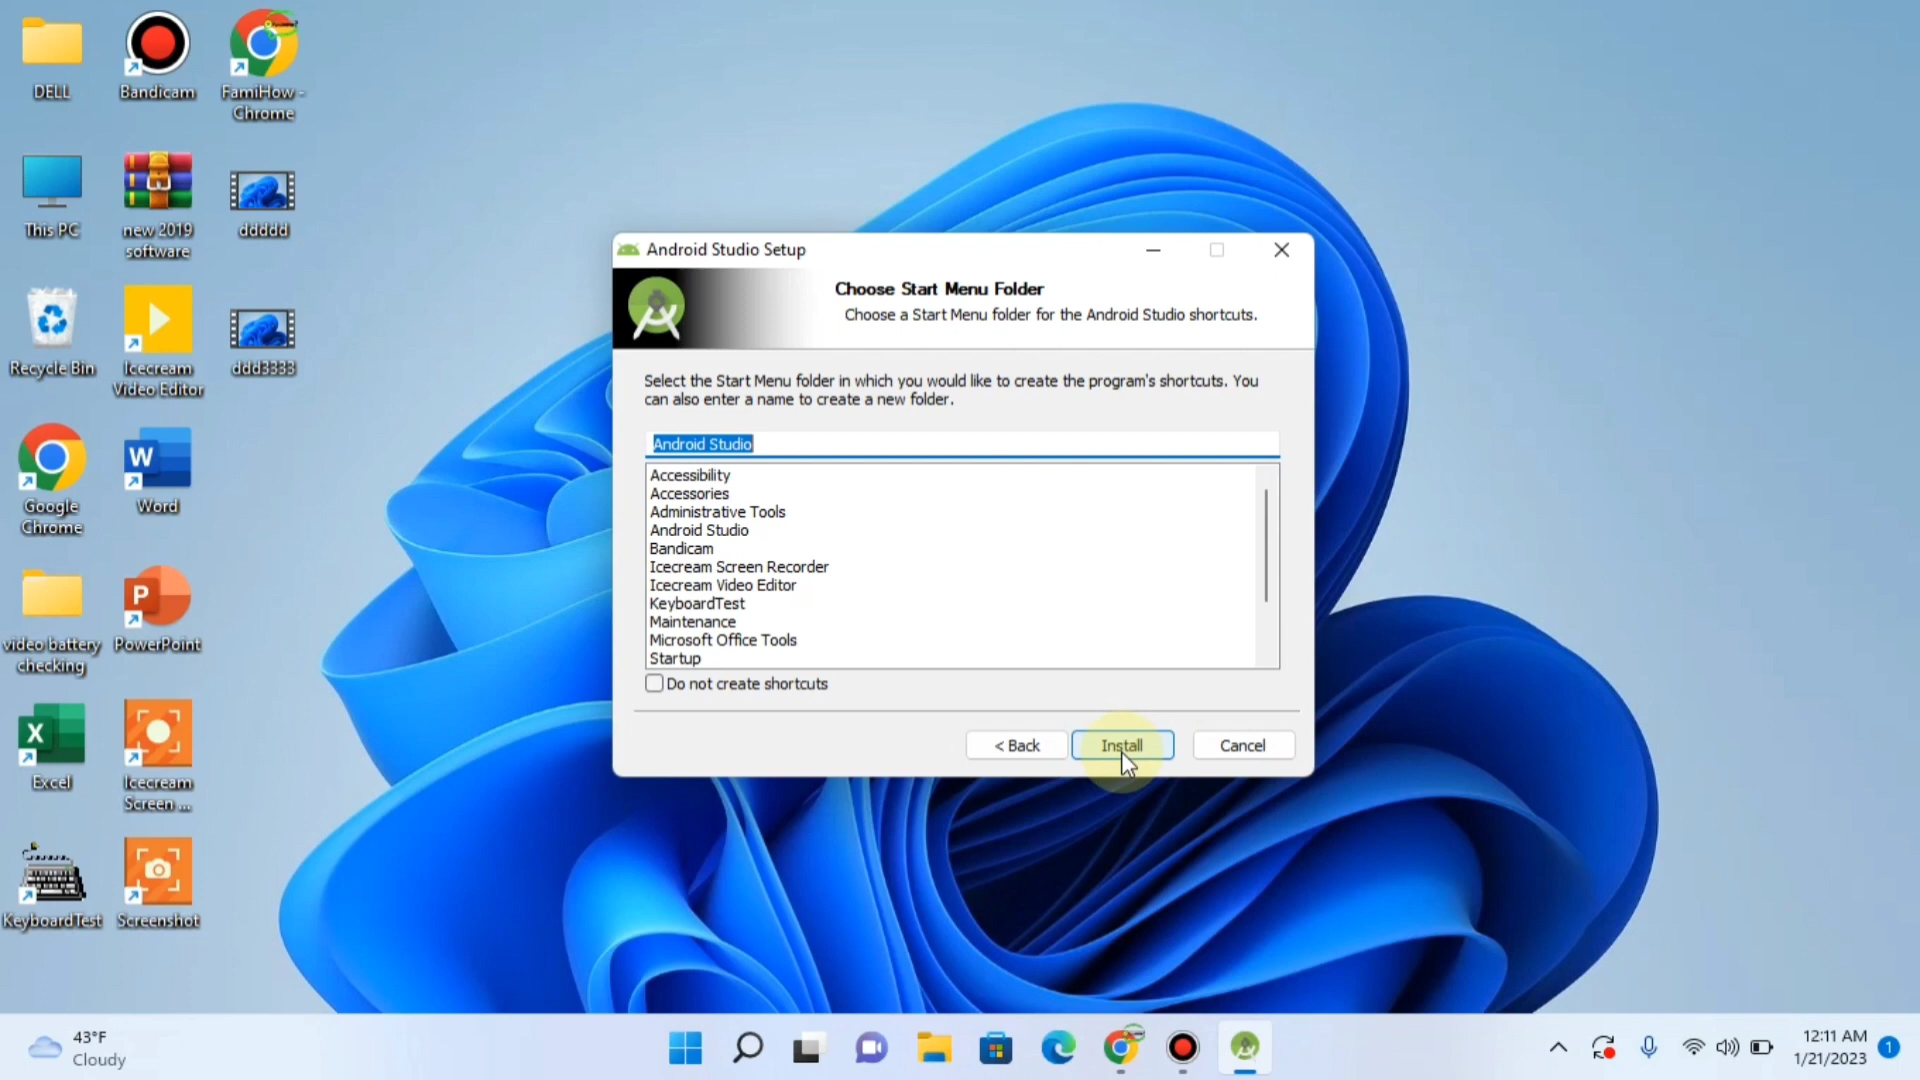 DELL
Bandicam
FamiHow -
Chrome
This PC
new 2019
software
ddddd
Recycle Bin
Icecream
Video Editor
ddd3333
Google
Chrome
Word
video battery
checking
PowerPoint
Excel
Icecream
Screen ...
KeyboardTest
Screenshot
Android Studio Setup
Choose Start Menu Folder
Choose a Start Menu folder for the Android Studio shortcuts.
Select the Start Menu folder in which you would like to create the program's shortcuts. You
can also enter a name to create a new folder.
Android Studio
Accessibility
Accessories
Administrative Tools
Android Studio
Bandicam
Icecream Screen Recorder
Icecream Video Editor
KeyboardTest
Maintenance
Microsoft Office Tools
Startup
Do not create shortcuts
< Back
Install
Cancel
43°F
Cloudy
12:11 AM
1/21/2023
1